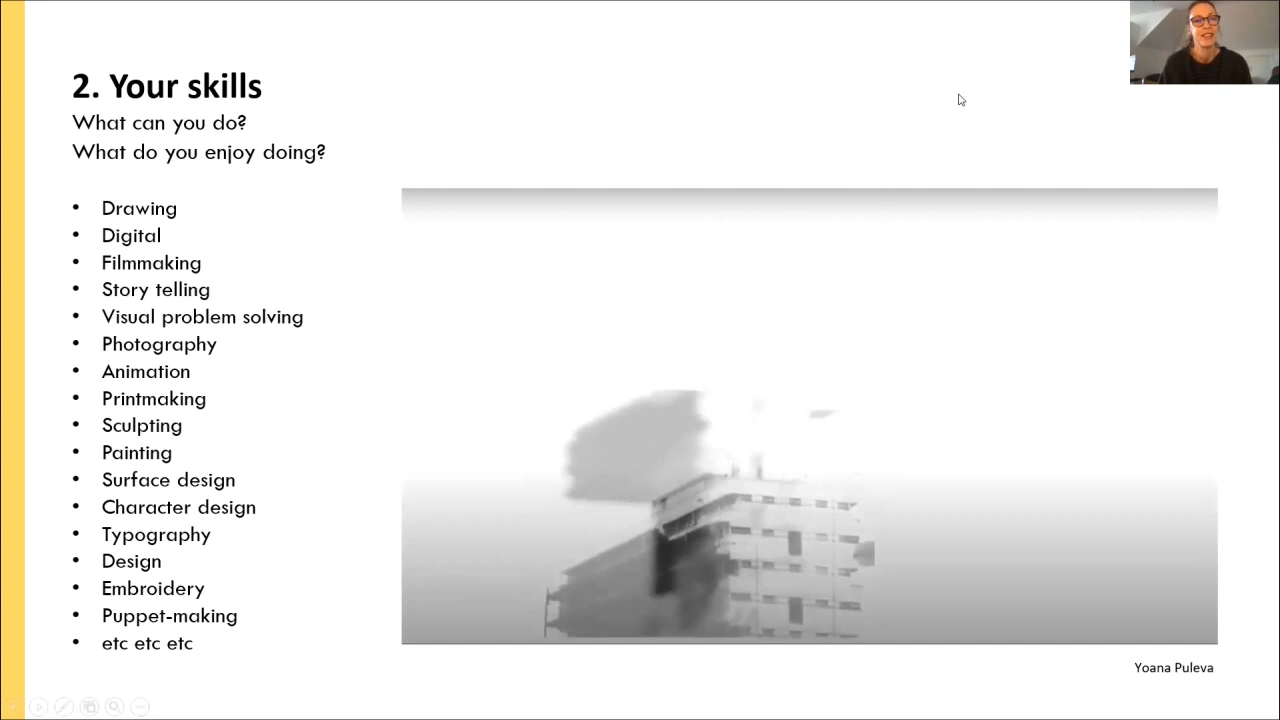 2. Your skills
What can you do?
What do you enjoy doing?
• Drawing
• Digital
• Filmmaking
• Story telling
• Visual problem solving
• Photography
• Animation
• Printmaking
• Sculpting
• Painting
• Surface design
• Character design
• Typography
• Design
• Embroidery
• Puppet-making
• etc etc etc
Yoana Puleva